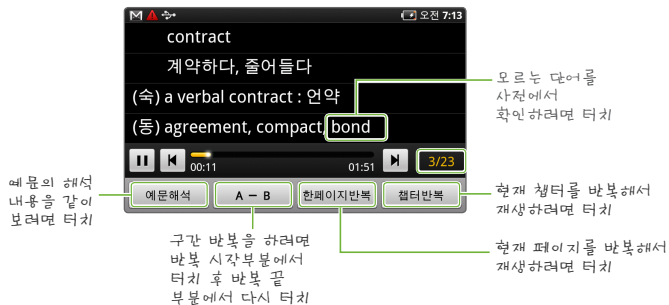 오전 7:13
contract
계약하다, 줄어들다
(숙) a verbal contract : 언약
(동) agreement, compact, bond
00:11
01:51
3/23
예문해석
A – B
한페이지반복
챕터반복
모르는 단어를
사전에서
확인하려면 터치
예문의 해석
내용을 같이
보려면 터치
구간 반복을 하려면
반복 시작부분에서
터치 후 반복 끝
부분에서 다시 터치
현재 챕터를 반복해서
재생하려면 터치
현재 페이지를 반복해서
재생하려면 터치